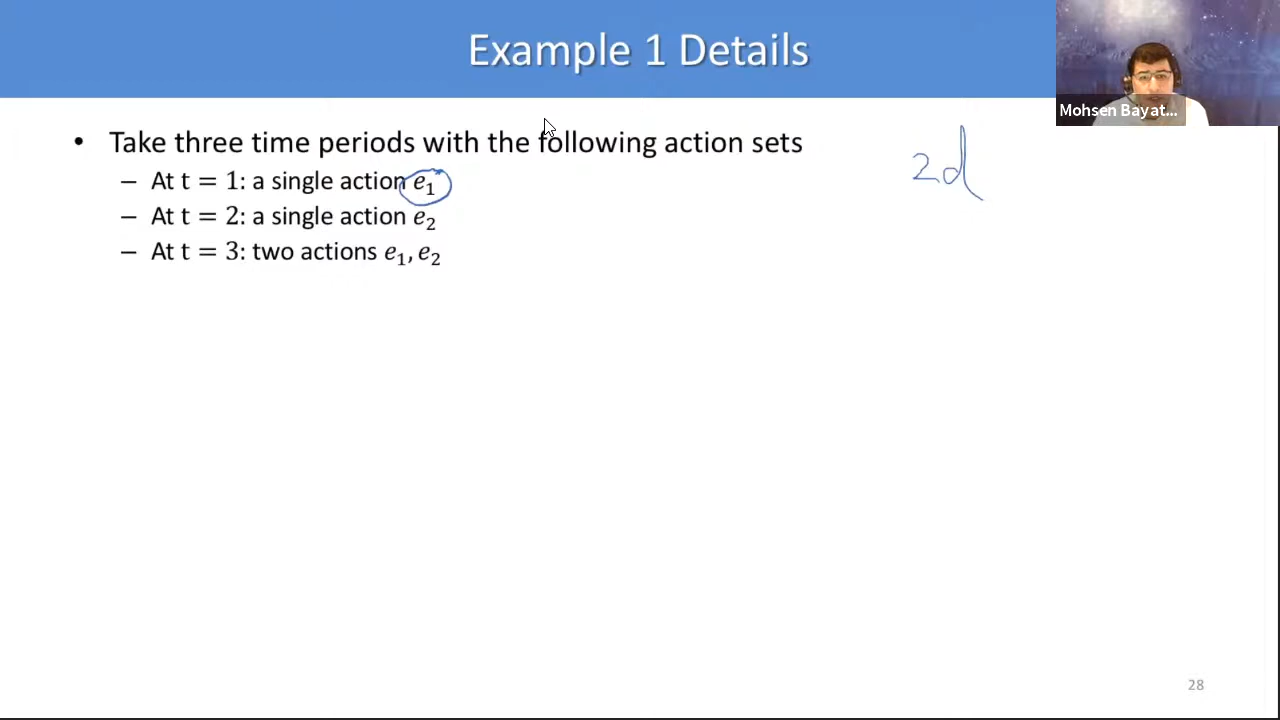 Example 1 Details
Mohsen Bayat...
• Take three time periods with the following action sets
2d
– At t = 1: a single action e₁
– At t = 2: a single action e₂
– At t = 3: two actions e₁, e₂
28